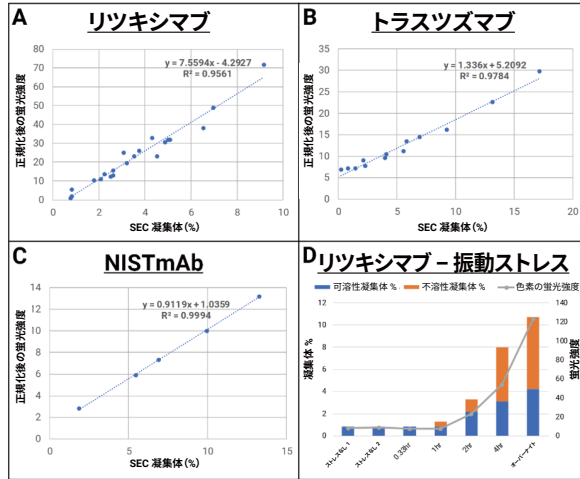 A
リツキシマブ
正規化後の蛍光強度
80
70
60
50
40
30
20
10
0
y = 7.5594x - 4.2927
R² = 0.9561
0 2 4 6 8 10
SEC 凝集体(%)
B
トラスツズマブ
正規化後の蛍光強度
35
30
25
20
15
10
5
0
y = 1.336x + 5.2092
R² = 0.9784
0 5 10 15 20
SEC 凝集体(%)
C
NISTmAb
正規化後の蛍光強度
14
12
10
8
6
4
2
0
y = 0.9119x + 1.0359
R² = 0.9994
0 5 10 15
SEC 凝集体(%)
D
リツキシマブ – 振動ストレス
可溶性凝集体 % 不溶性凝集体 % 色素の蛍光強度
凝集体 %
12
10
8
6
4
2
0
140
120
100
80
60
40
20
0
蛍光強度
ストレスなし 1 ストレスなし 2 0.33hr 1hr 2hr 4hr オーバーナイト